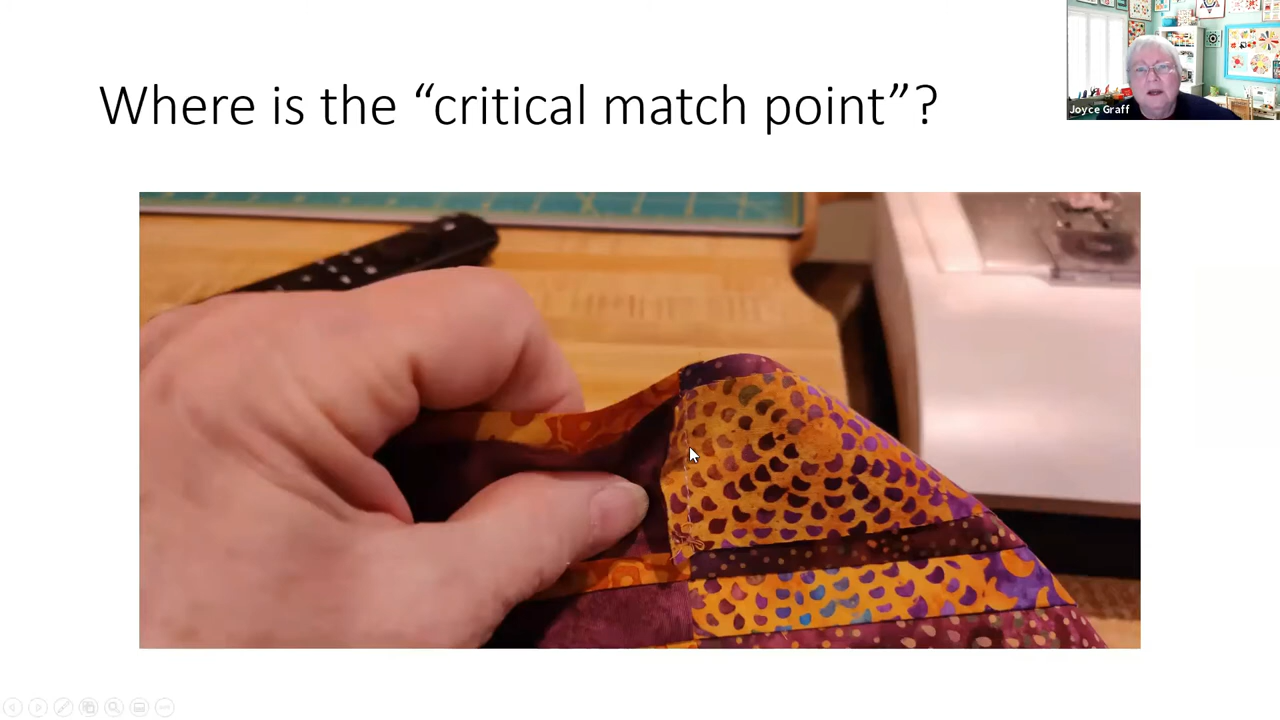 Where is the “critical match point”?
Joyce Graff